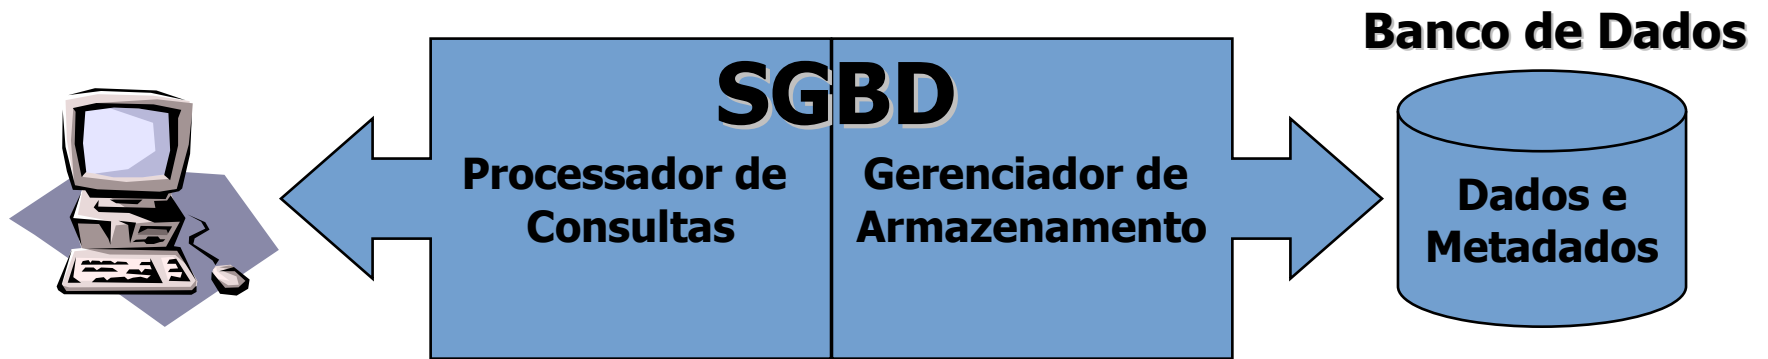 Banco de Dados
SGBD
Processador de
Consultas
Gerenciador de
Armazenamento
Dados e
Metadados